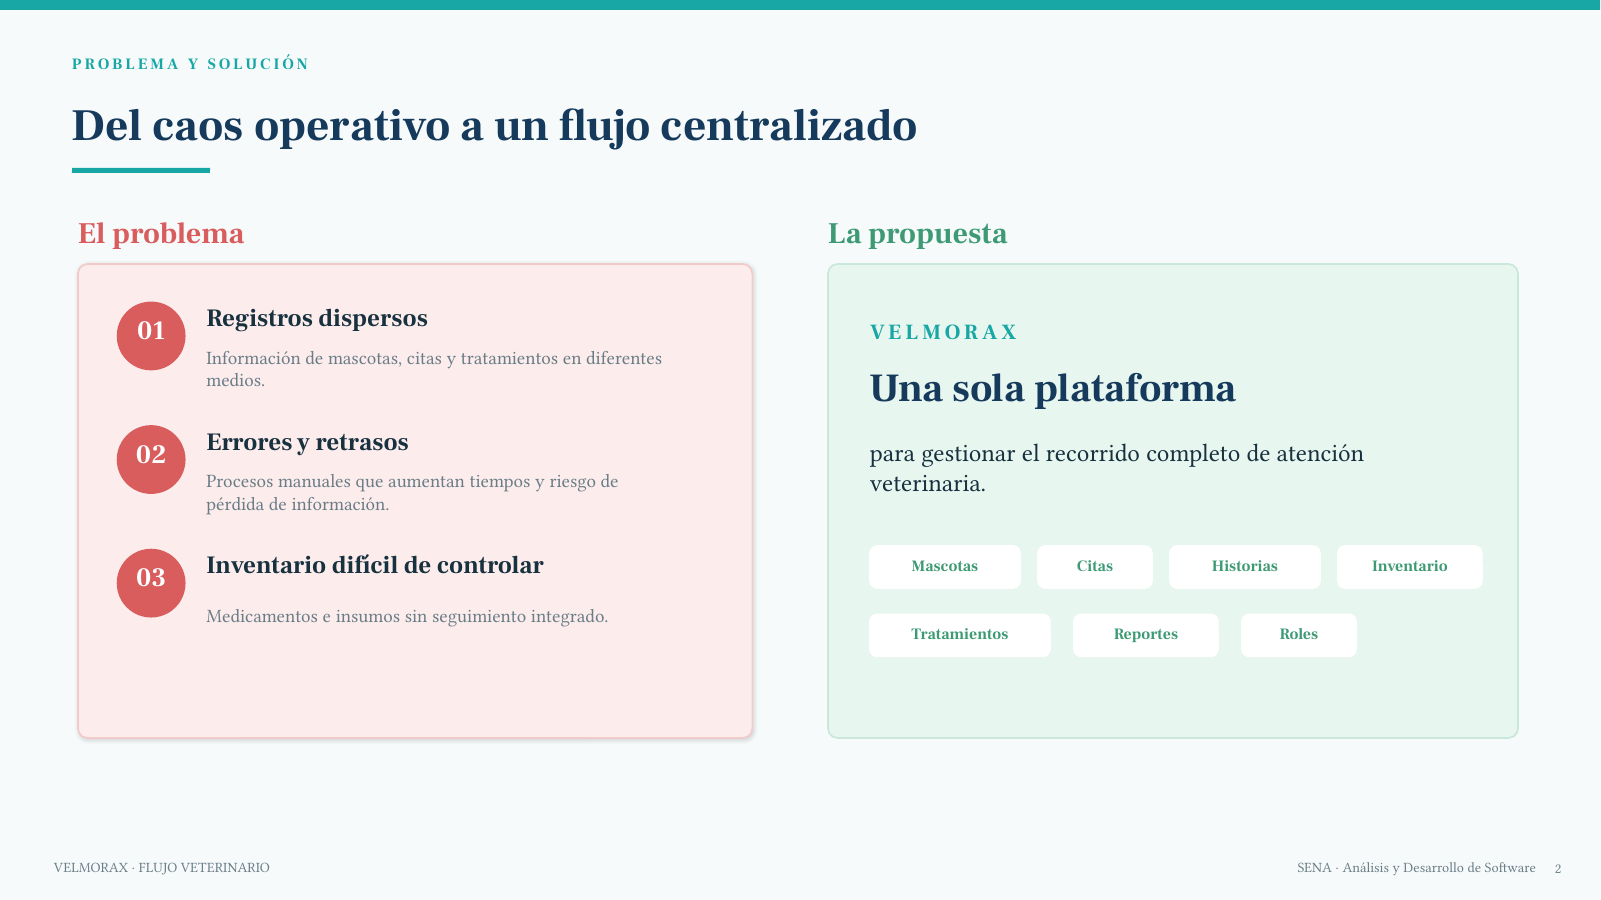 PROBLEMA Y SOLUCIÓN
Del caos operativo a un flujo centralizado
El problema
01
Registros dispersos
Información de mascotas, citas y tratamientos en diferentes
medios.
02
Errores y retrasos
Procesos manuales que aumentan tiempos y riesgo de
pérdida de información.
03
Inventario difícil de controlar
Medicamentos e insumos sin seguimiento integrado.
La propuesta
VELMORAX
Una sola plataforma
para gestionar el recorrido completo de atención
veterinaria.
Mascotas
Citas
Historias
Inventario
Tratamientos
Reportes
Roles
VELMORAX · FLUJO VETERINARIO
SENA · Análisis y Desarrollo de Software
2